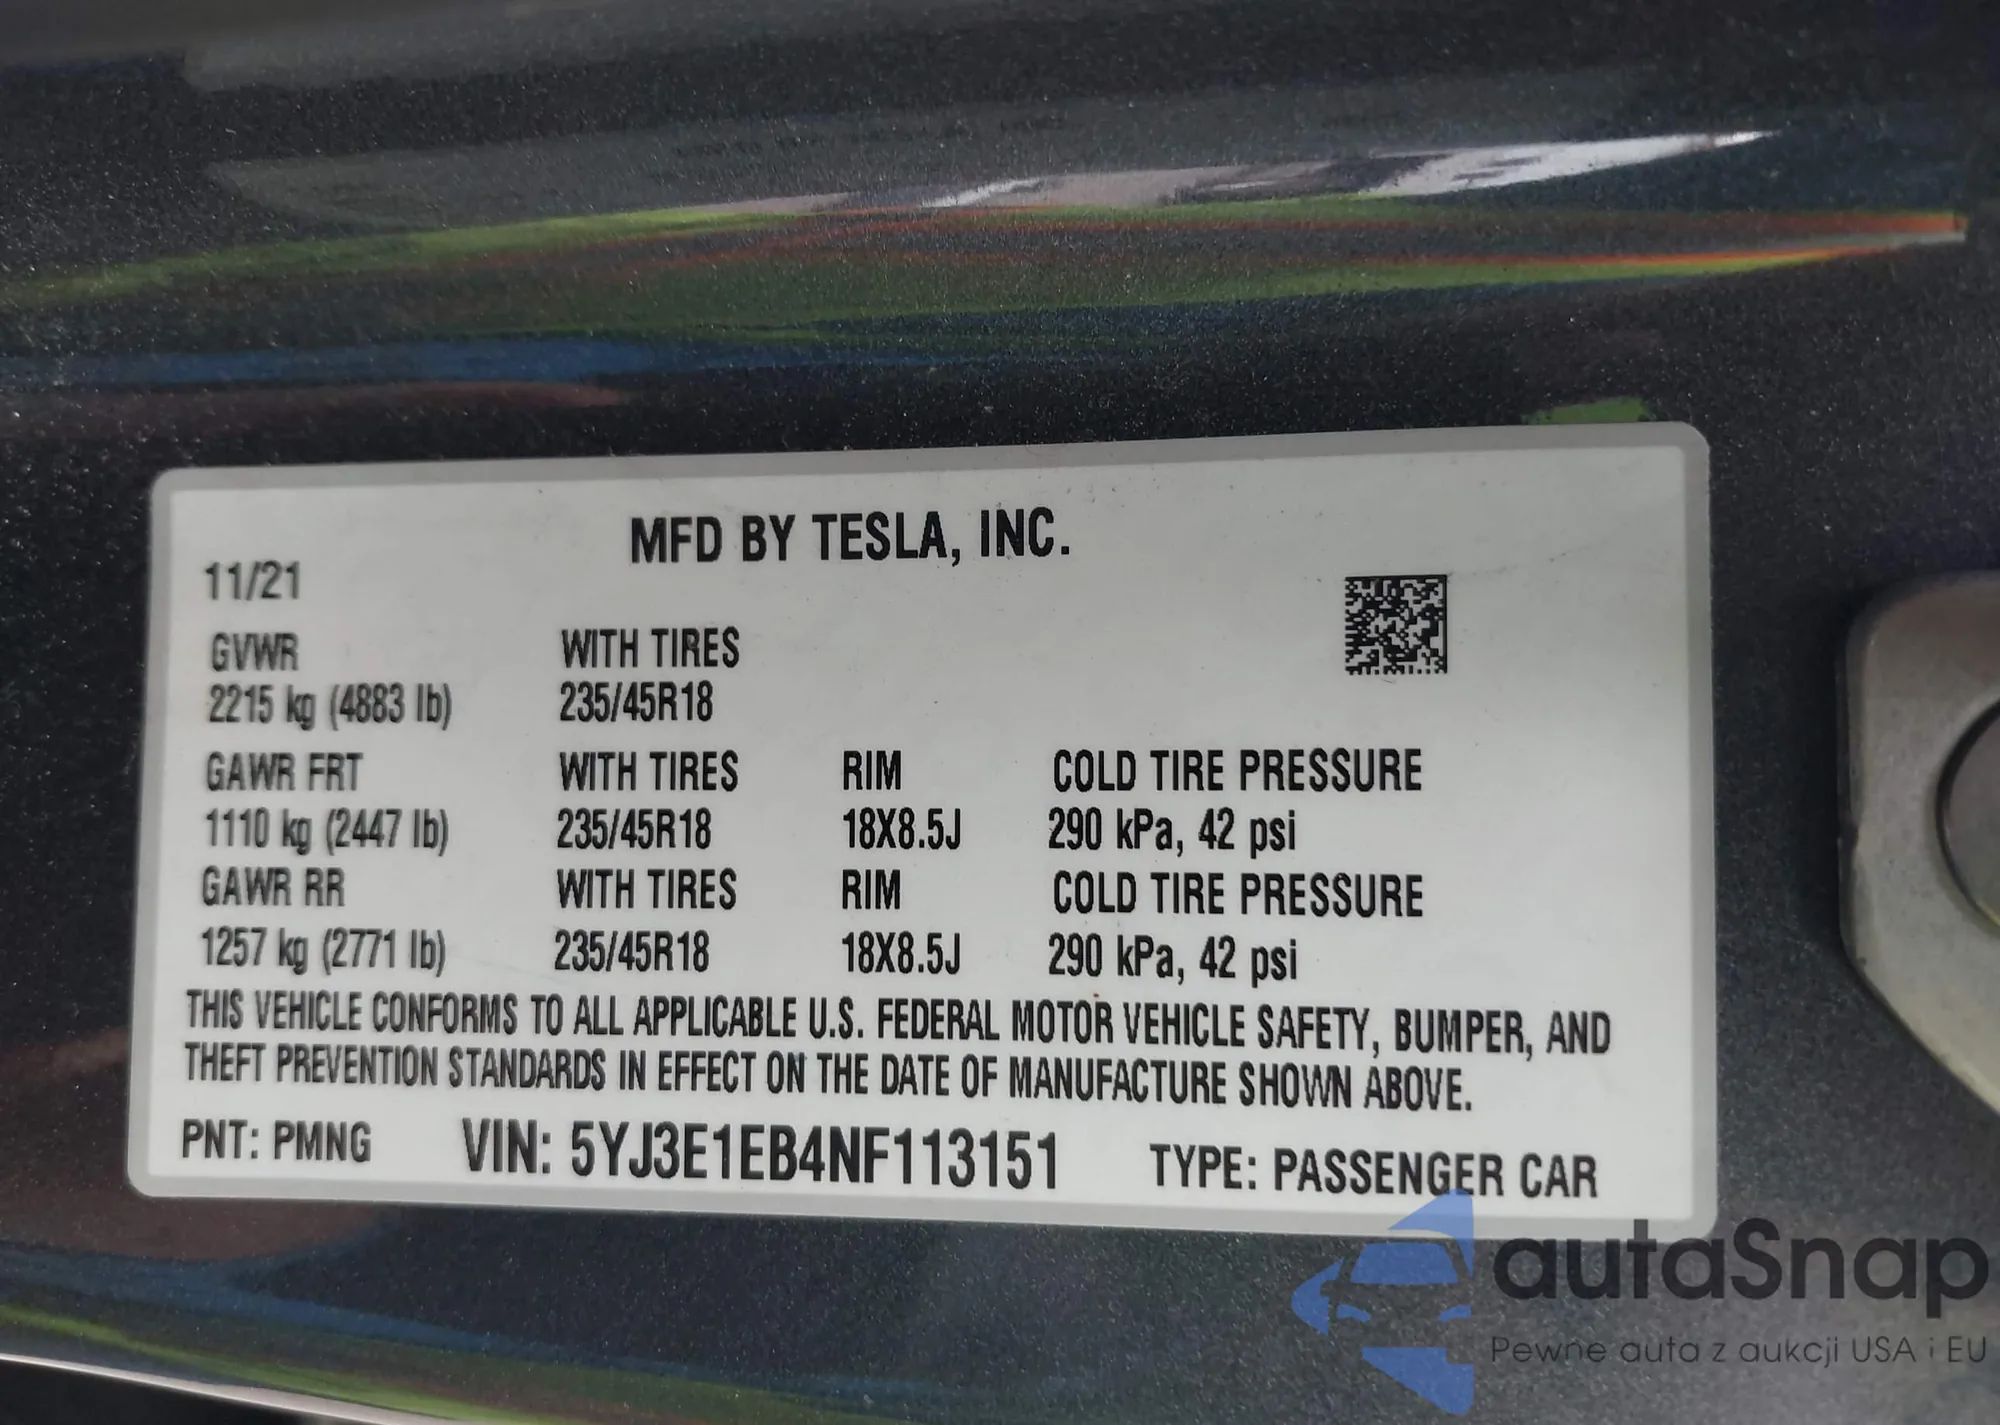 MFD BY TESLA, INC.
11/21
GVWR WITH TIRES
2215 kg (4883 lb) 235/45R18
GAWR FRT WITH TIRES RIM COLD TIRE PRESSURE
1110 kg (2447 lb) 235/45R18 18X8.5J 290 kPa, 42 psi
GAWR RR WITH TIRES RIM COLD TIRE PRESSURE
1257 kg (2771 lb) 235/45R18 18X8.5J 290 kPa, 42 psi
THIS VEHICLE CONFORMS TO ALL APPLICABLE U.S. FEDERAL MOTOR VEHICLE SAFETY, BUMPER, AND
THEFT PREVENTION STANDARDS IN EFFECT ON THE DATE OF MANUFACTURE SHOWN ABOVE.
PNT: PMNG VIN: 5YJ3E1EB4NF113151 TYPE: PASSENGER CAR
autaSnap
Pewne auta z aukcji USA i EU